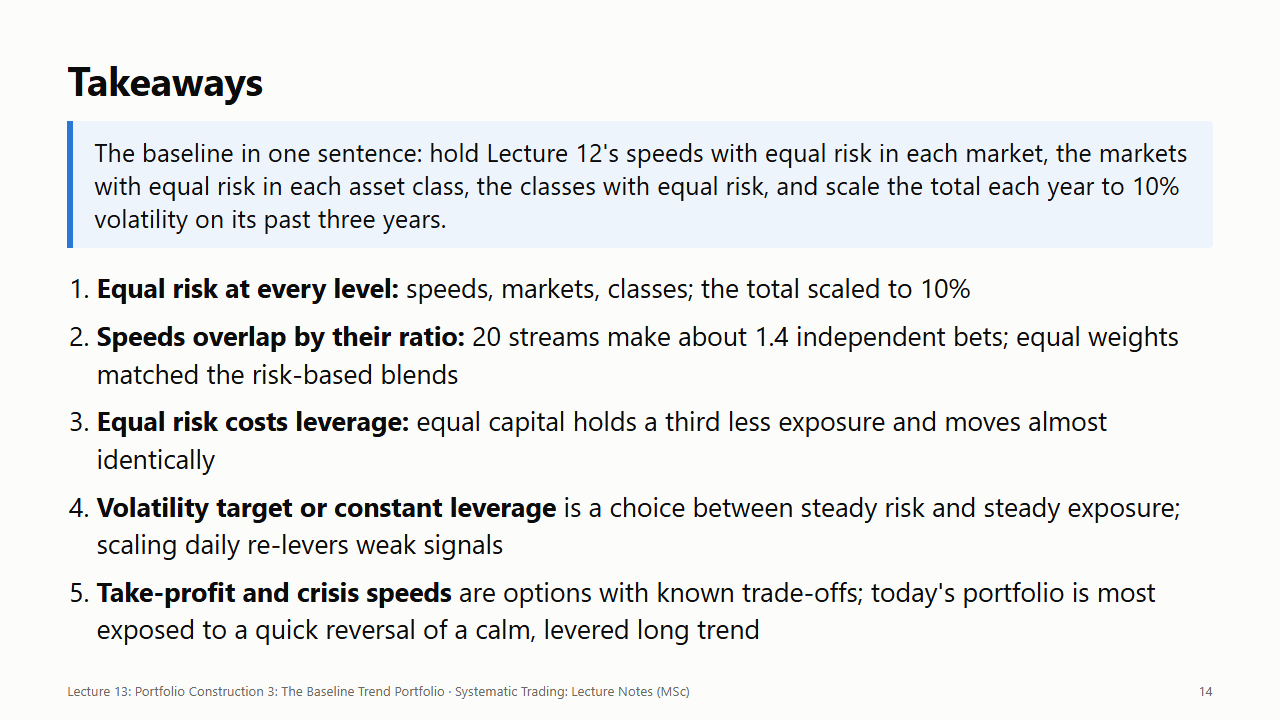 Takeaways
The baseline in one sentence: hold Lecture 12's speeds with equal risk in each market, the markets
with equal risk in each asset class, the classes with equal risk, and scale the total each year to 10%
volatility on its past three years.
1. Equal risk at every level: speeds, markets, classes; the total scaled to 10%
2. Speeds overlap by their ratio: 20 streams make about 1.4 independent bets; equal weights
matched the risk-based blends
3. Equal risk costs leverage: equal capital holds a third less exposure and moves almost
identically
4. Volatility target or constant leverage is a choice between steady risk and steady exposure;
scaling daily re-levers weak signals
5. Take-profit and crisis speeds are options with known trade-offs; today's portfolio is most
exposed to a quick reversal of a calm, levered long trend
Lecture 13: Portfolio Construction 3: The Baseline Trend Portfolio · Systematic Trading: Lecture Notes (MSc)
14